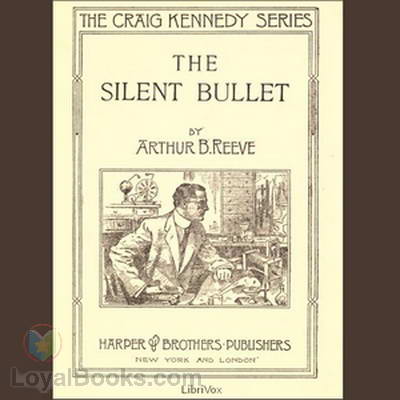 THE CRAIG KENNEDY SERIES
THE
SILENT BULLET
BY
ARTHUR B. REEVE
HARPER & BROTHERS · PUBLISHERS
NEW YORK AND LONDON
LoyalBooks.com
LibriVox